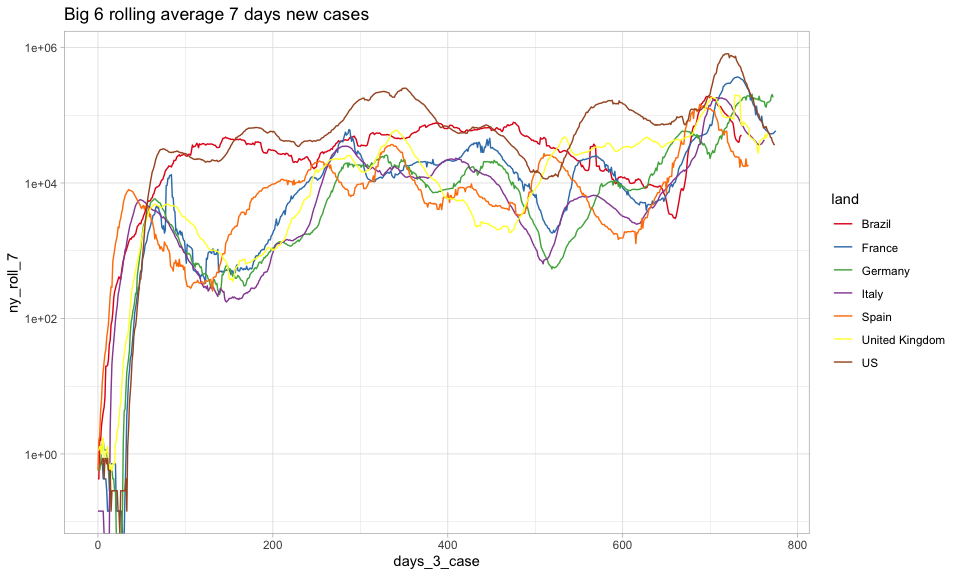 Big 6 rolling average 7 days new cases
1e+06
1e+04
1e+02
1e+00
ny_roll_7
0
200
400
600
800
days_3_case
land
Brazil
France
Germany
Italy
Spain
United Kingdom
US